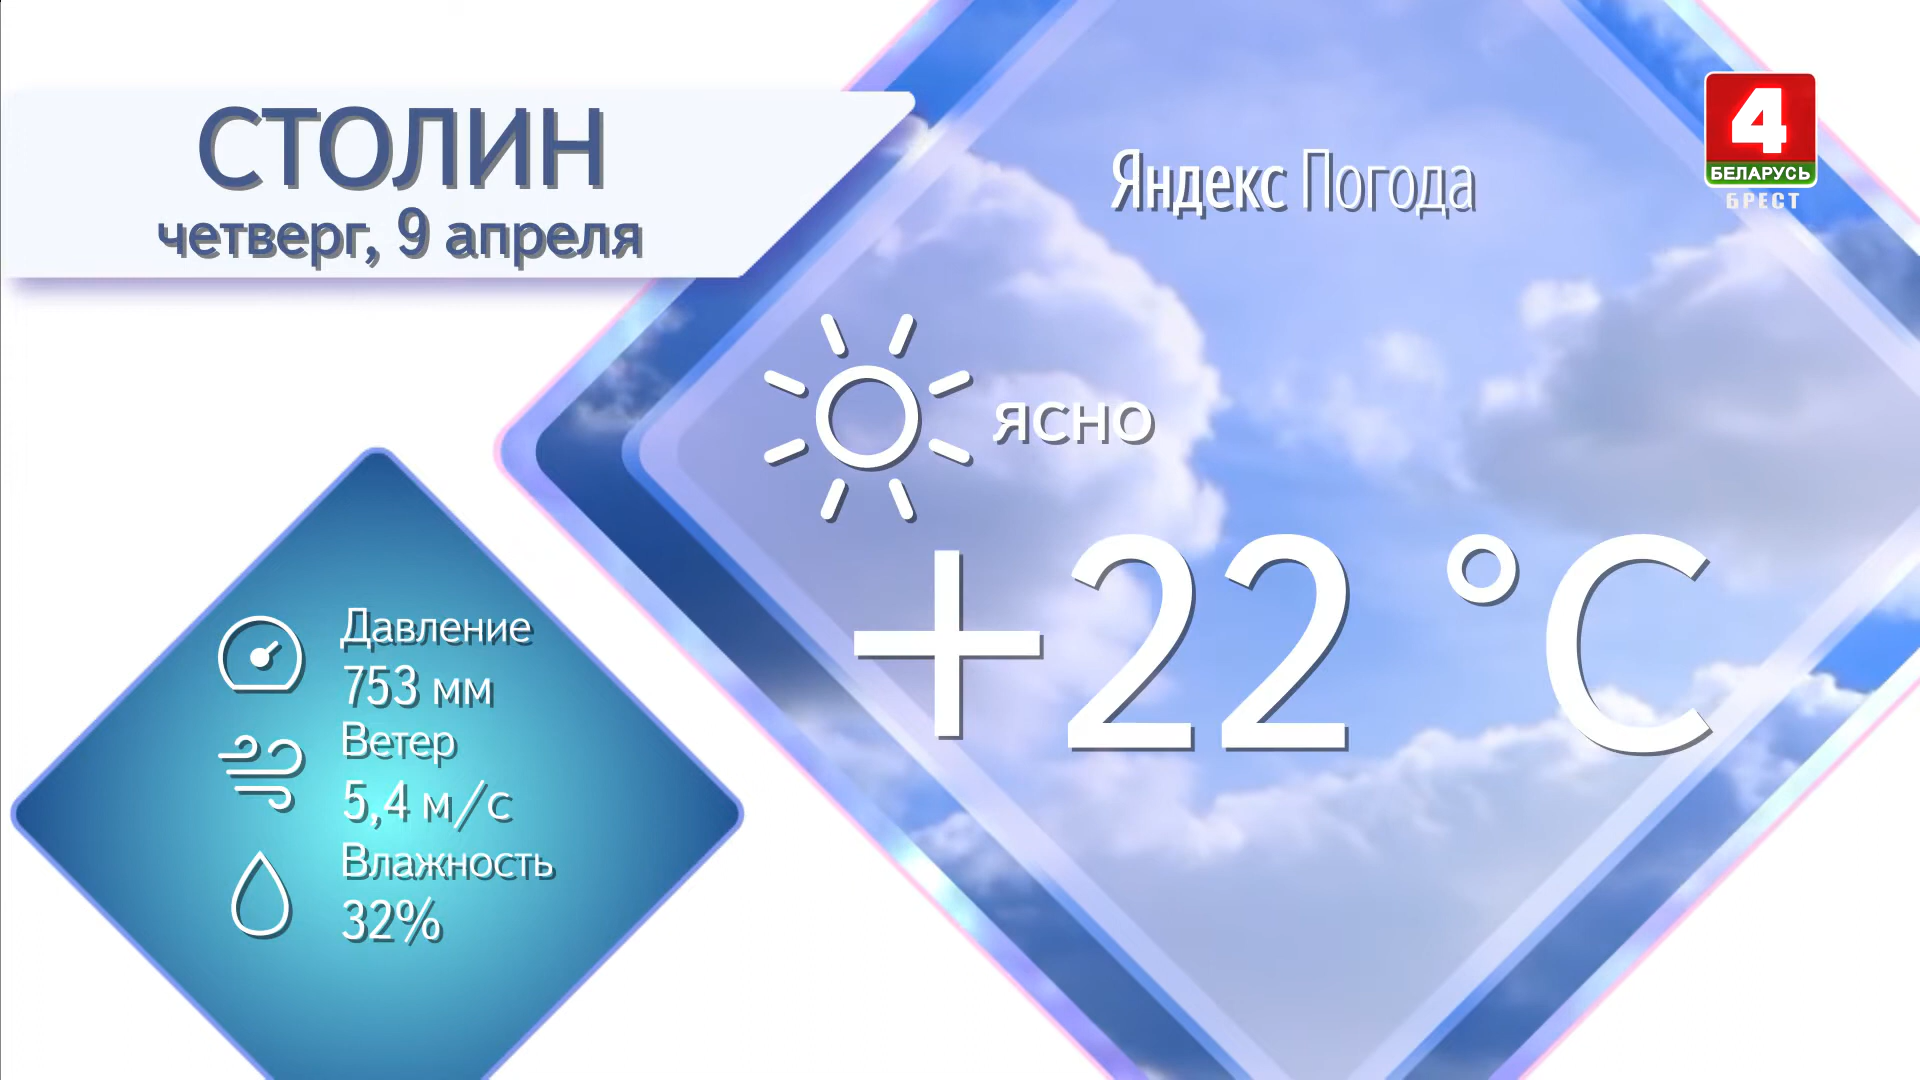 СТОЛИН
четверг, 9 апреля
Яндекс Погода
4
БЕЛАРУСЬ
БРЕСТ
ясно
+22 °C
Давление
753 мм
Ветер
5,4 м/с
Влажность
32%